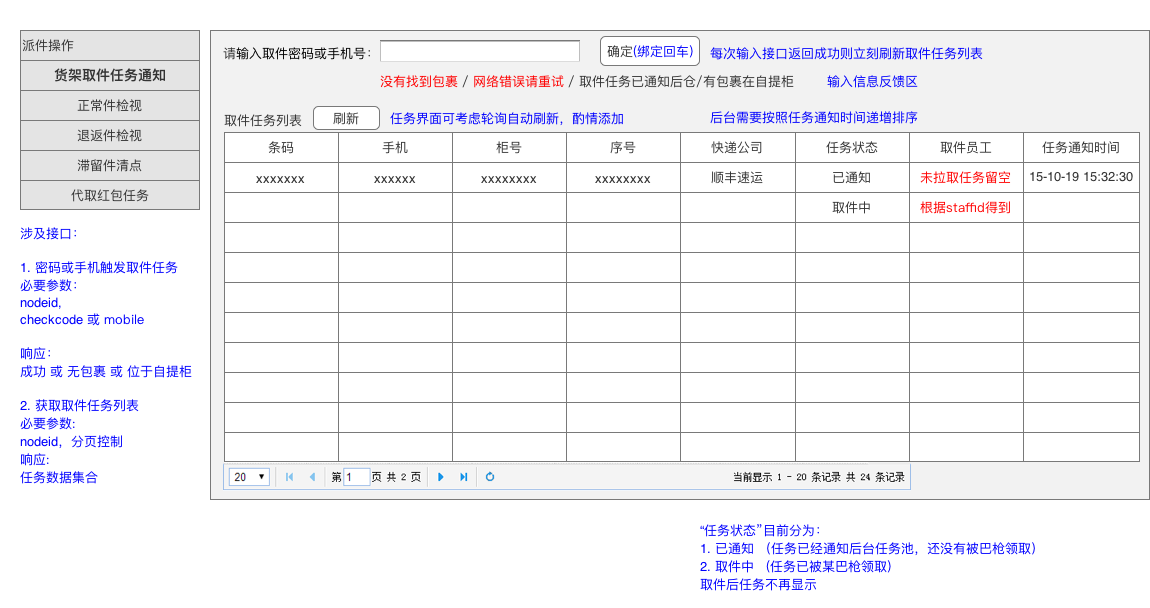 派件操作
货架取件任务通知
正常件检视
退返件检视
滞留件清点
代取红包任务
涉及接口：
1. 密码或手机触发取件任务
必要参数：
nodeid,
checkcode 或 mobile
响应：
成功 或 无包裹 或 位于自提柜
2. 获取取件任务列表
必要参数：
nodeid，分页控制
响应：
任务数据集合
请输入取件密码或手机号： 确定(绑定回车) 每次输入接口返回成功则立刻刷新取件任务列表
没有找到包裹 / 网络错误请重试 / 取件任务已通知后仓/有包裹在自提柜 输入信息反馈区
取件任务列表 刷新 任务界面可考虑轮询自动刷新，酌情添加 后台需要按照任务通知时间递增排序
条码 手机 柜号 序号 快递公司 任务状态 取件员工 任务通知时间
xxxxxxx xxxxxx xxxxxxxx xxxxxxxx 顺丰速运 已通知 未拉取任务留空 15-10-19 15:32:30
取件中 根据staffid得到
20 第 1 页 共 2 页 当前显示 1 - 20 条记录 共 24 条记录
“任务状态”目前分为：
1. 已通知 （任务已经通知后台任务池，还没有被巴枪领取）
2. 取件中 （任务已被某巴枪领取）
取件后任务不再显示